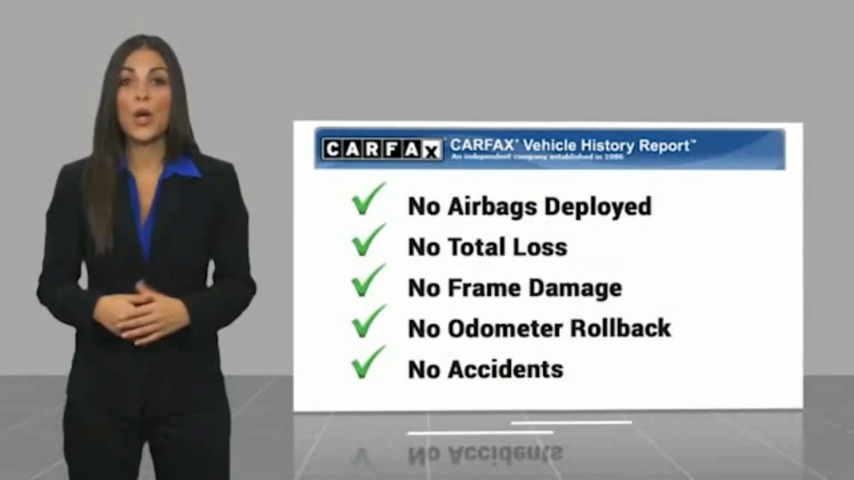 CARFAX
CARFAX® Vehicle History Report™
An independent company established in 1986
No Airbags Deployed
No Total Loss
No Frame Damage
No Odometer Rollback
No Accidents
No Accidents